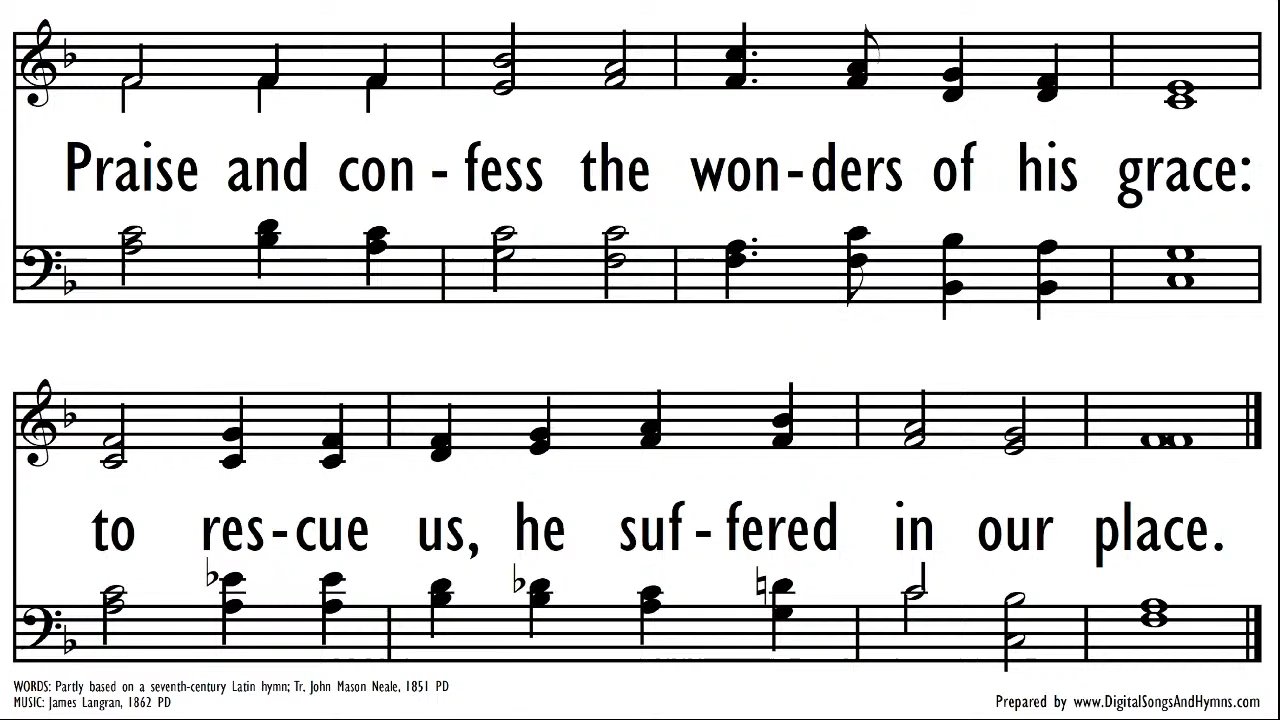 Praise and con - fess the won - ders of his grace:
to res - cue us, he suf - fered in our place.
WORDS: Partly based on a seventh-century Latin hymn; Tr. John Mason Neale, 1851 PD
MUSIC: James Langran, 1862 PD
Prepared by www.DigitalSongsAndHymns.com